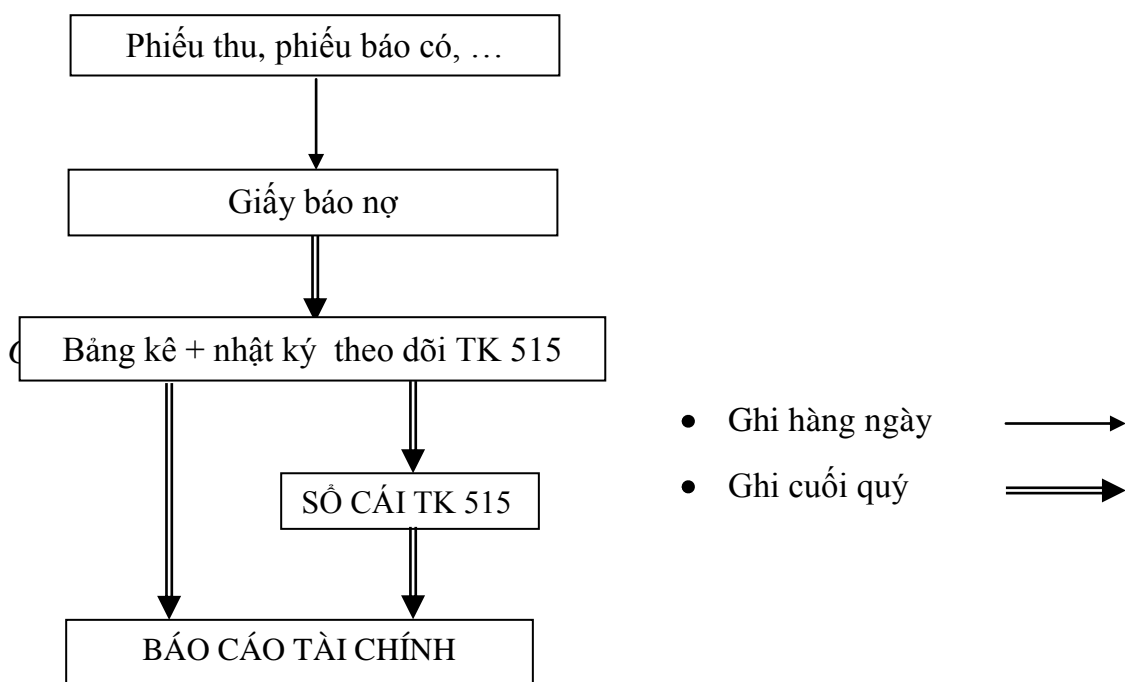 Phiếu thu, phiếu báo có, …
Giấy báo nợ
Bảng kê + nhật ký theo dõi TK 515
• Ghi hàng ngày
• Ghi cuối quý
SỔ CÁI TK 515
BÁO CÁO TÀI CHÍNH